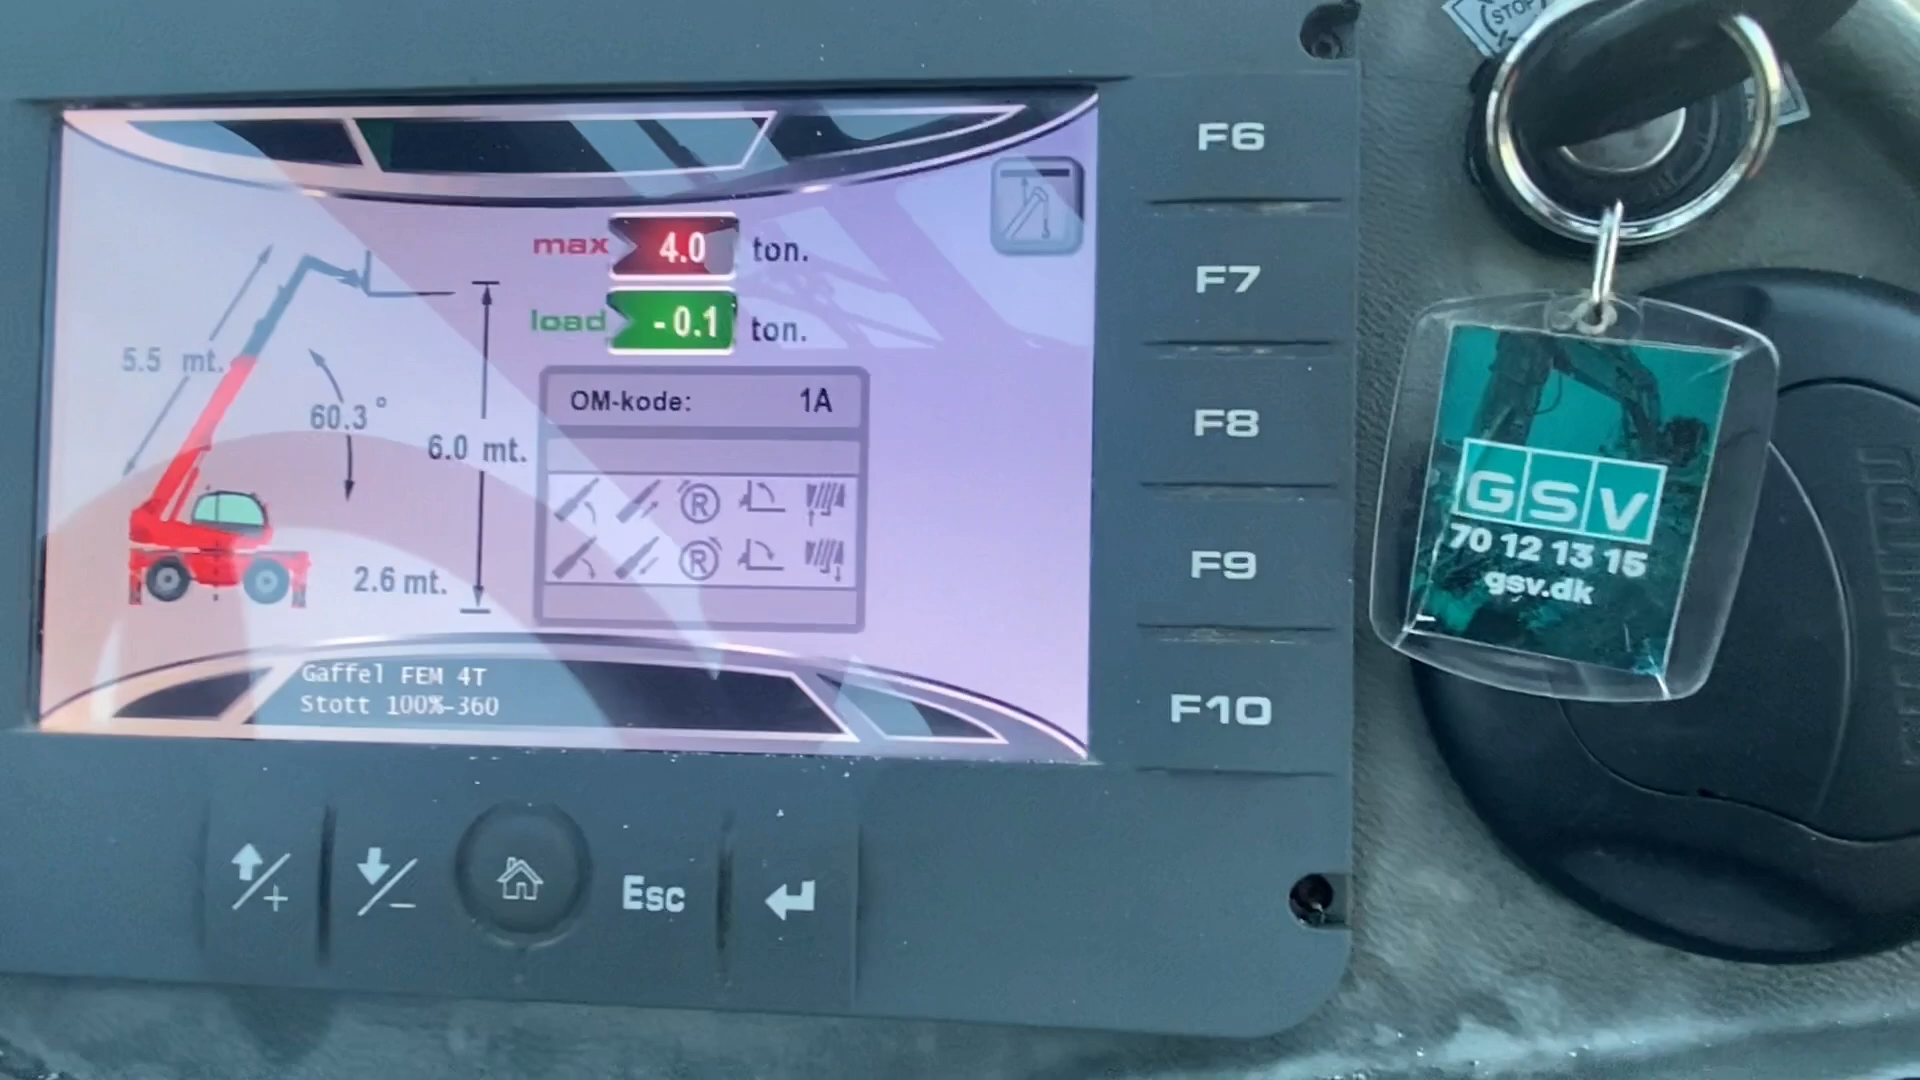 STOP
max 4.0 ton.
load - 0.1 ton.
5.5 mt.
60.3°
6.0 mt.
2.6 mt.
OM-kode: 1A
R
R
Gaffel FEM 4T
Stott 100%-360
F6
F7
F8
F9
F10
Esc
GSV
70 12 13 15
gsv.dk